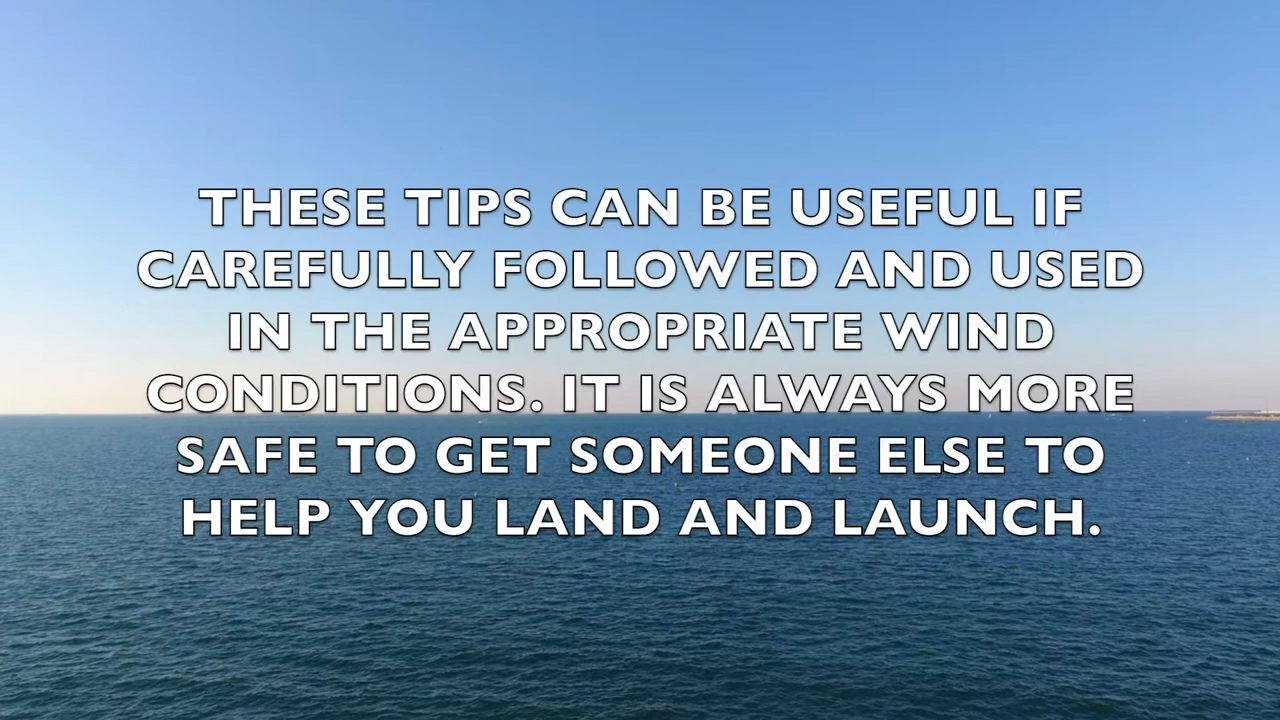 THESE TIPS CAN BE USEFUL IF
CAREFULLY FOLLOWED AND USED
IN THE APPROPRIATE WIND
CONDITIONS. IT IS ALWAYS MORE
SAFE TO GET SOMEONE ELSE TO
HELP YOU LAND AND LAUNCH.